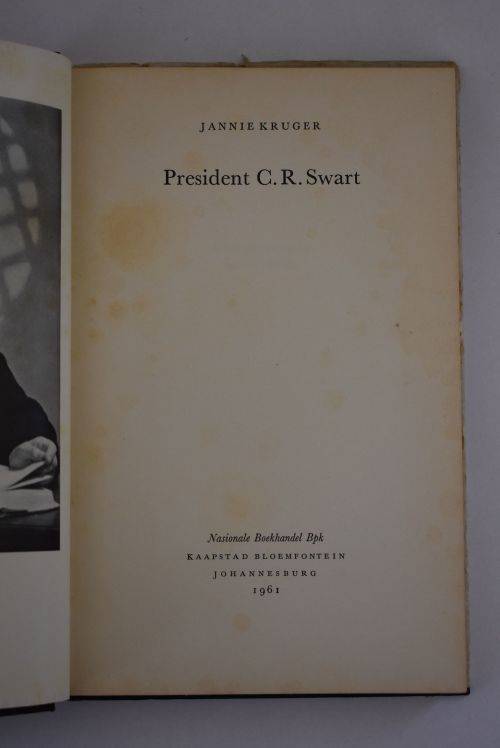 JANNIE KRUGER
President C. R. Swart
Nasionale Boekhandel Bpk
KAAPSTAD BLOEMFONTEIN
JOHANNESBURG
1961